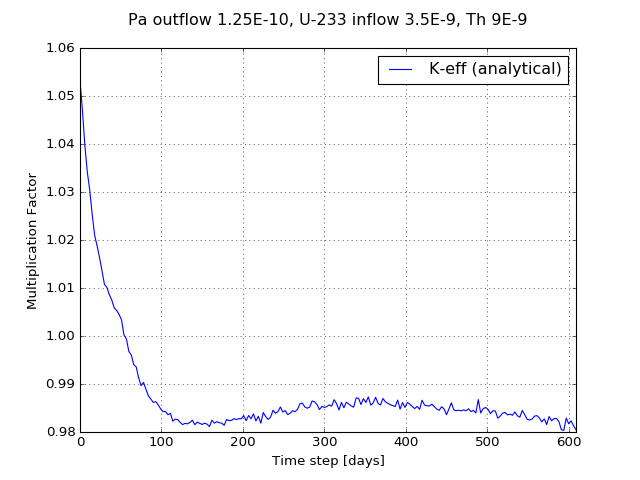 Pa outflow 1.25E-10, U-233 inflow 3.5E-9, Th 9E-9
K-eff (analytical)
Multiplication Factor
1.06
1.05
1.04
1.03
1.02
1.01
1.00
0.99
0.98
0 100 200 300 400 500 600
Time step [days]